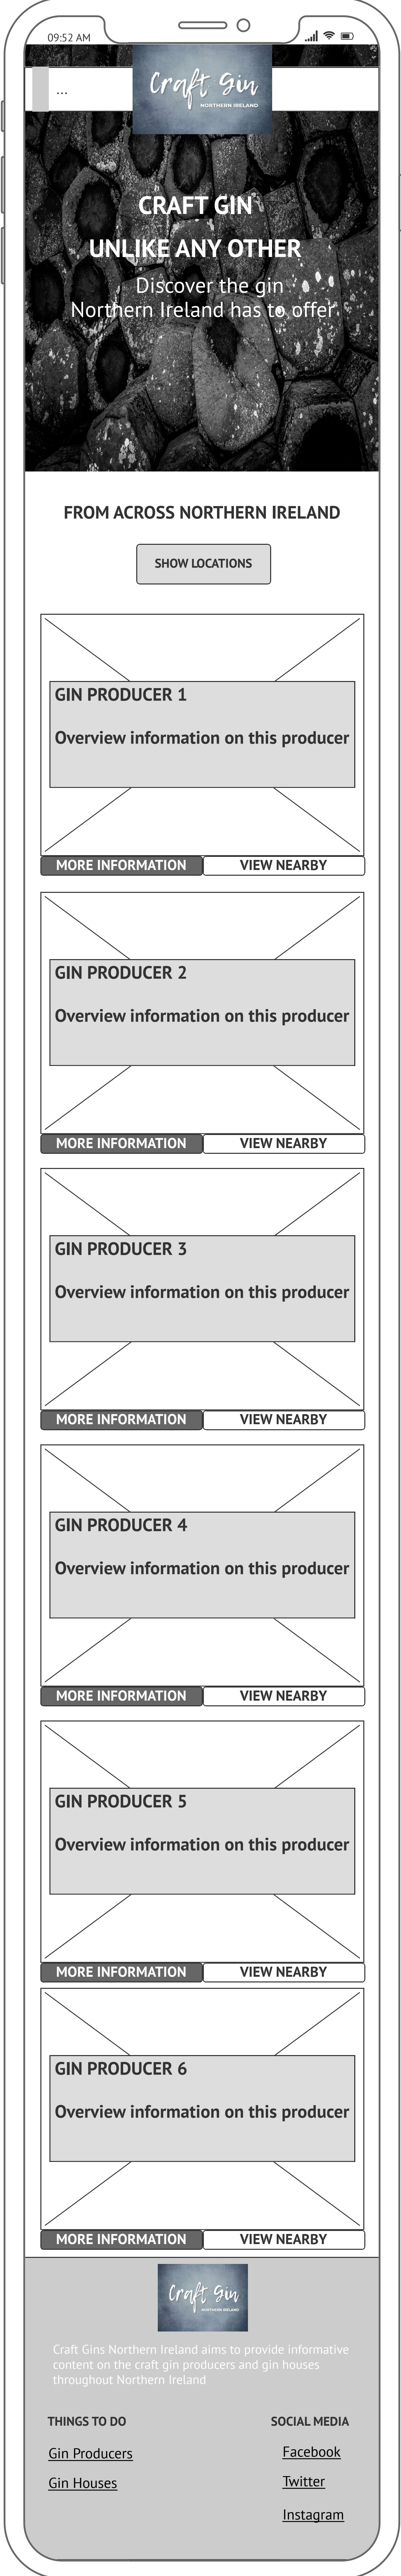 09:52 AM
...
Craft Gin
NORTHERN IRELAND
CRAFT GIN
UNLIKE ANY OTHER
Discover the gin
Northern Ireland has to offer
FROM ACROSS NORTHERN IRELAND
SHOW LOCATIONS
GIN PRODUCER 1
Overview information on this producer
MORE INFORMATION VIEW NEARBY
GIN PRODUCER 2
Overview information on this producer
MORE INFORMATION VIEW NEARBY
GIN PRODUCER 3
Overview information on this producer
MORE INFORMATION VIEW NEARBY
GIN PRODUCER 4
Overview information on this producer
MORE INFORMATION VIEW NEARBY
GIN PRODUCER 5
Overview information on this producer
MORE INFORMATION VIEW NEARBY
GIN PRODUCER 6
Overview information on this producer
MORE INFORMATION VIEW NEARBY
Craft Gin
NORTHERN IRELAND
Craft Gins Northern Ireland aims to provide informative
content on the craft gin producers and gin houses
throughout Northern Ireland
THINGS TO DO
Gin Producers
Gin Houses
SOCIAL MEDIA
Facebook
Twitter
Instagram